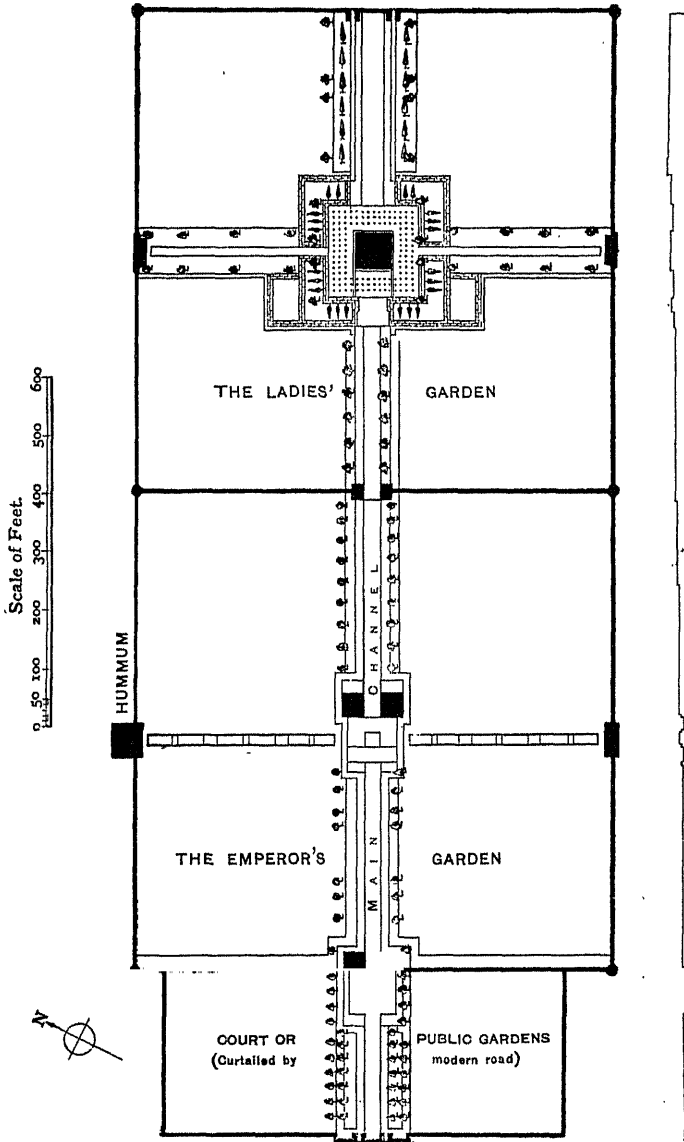 THE LADIES' GARDEN
Scale of Feet.
0 50 100 200 300 400 500 600
HUMMUM
CHANNEL
THE EMPEROR'S GARDEN
MAIN
N
COURT OR PUBLIC GARDENS
(Curtailed by modern road)